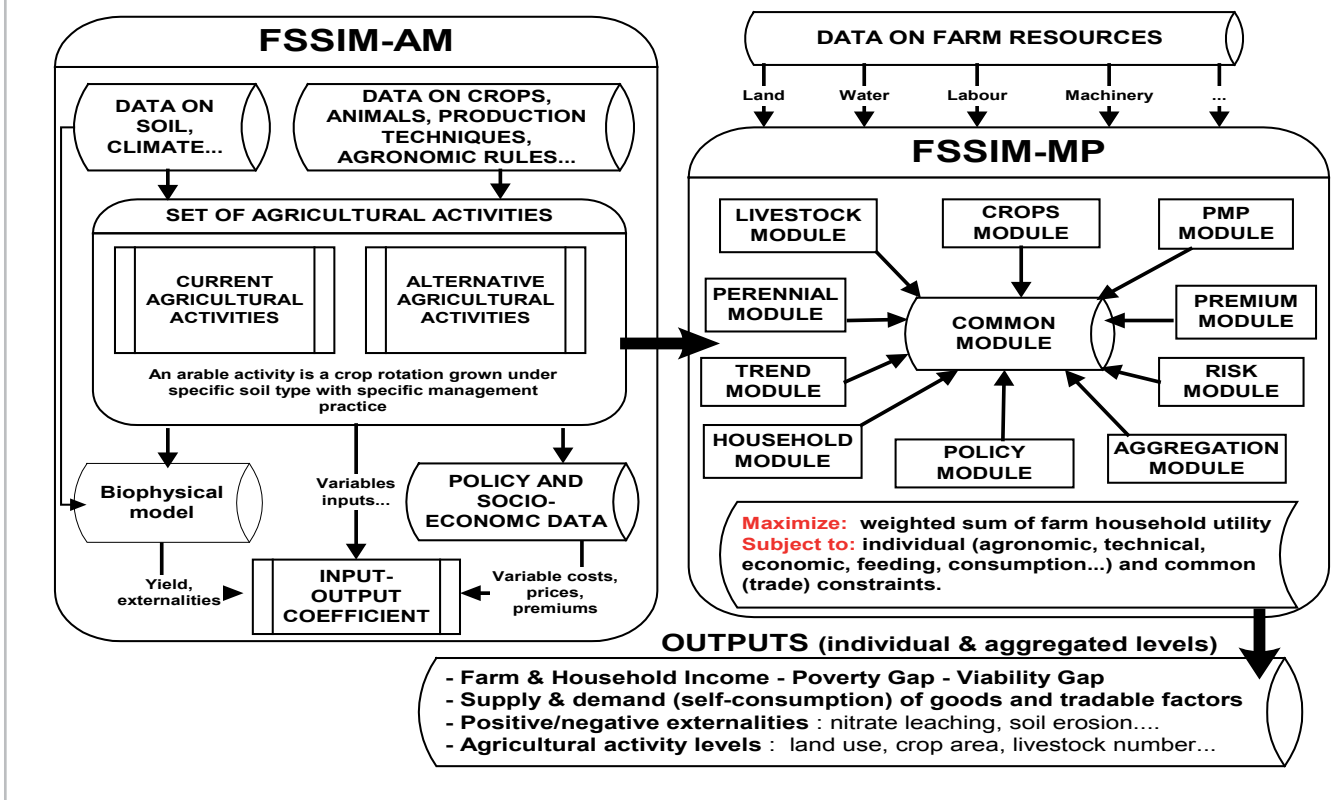 FSSIM-AM
DATA ON
SOIL,
CLIMATE...
DATA ON CROPS,
ANIMALS, PRODUCTION
TECHNIQUES,
AGRONOMIC RULES...
SET OF AGRICULTURAL ACTIVITIES
CURRENT
AGRICULTURAL
ACTIVITIES
ALTERNATIVE
AGRICULTURAL
ACTIVITIES
An arable activity is a crop rotation grown under
specific soil type with specific management
practice
Biophysical
model
Variables
inputs...
POLICY AND
SOCIO-
ECONOMC DATA
Yield,
externalities
INPUT-
OUTPUT
COEFFICIENT
Variable costs,
prices,
premiums
DATA ON FARM RESOURCES
Land
Water
Labour
Machinery
...
FSSIM-MP
LIVESTOCK
MODULE
CROPS
MODULE
PMP
MODULE
PERENNIAL
MODULE
COMMON
MODULE
PREMIUM
MODULE
TREND
MODULE
RISK
MODULE
HOUSEHOLD
MODULE
POLICY
MODULE
AGGREGATION
MODULE
Maximize: weighted sum of farm household utility
Subject to: individual (agronomic, technical,
economic, feeding, consumption...) and common
(trade) constraints.
OUTPUTS (individual & aggregated levels)
- Farm & Household Income - Poverty Gap - Viability Gap
- Supply & demand (self-consumption) of goods and tradable factors
- Positive/negative externalities : nitrate leaching, soil erosion....
- Agricultural activity levels : land use, crop area, livestock number...